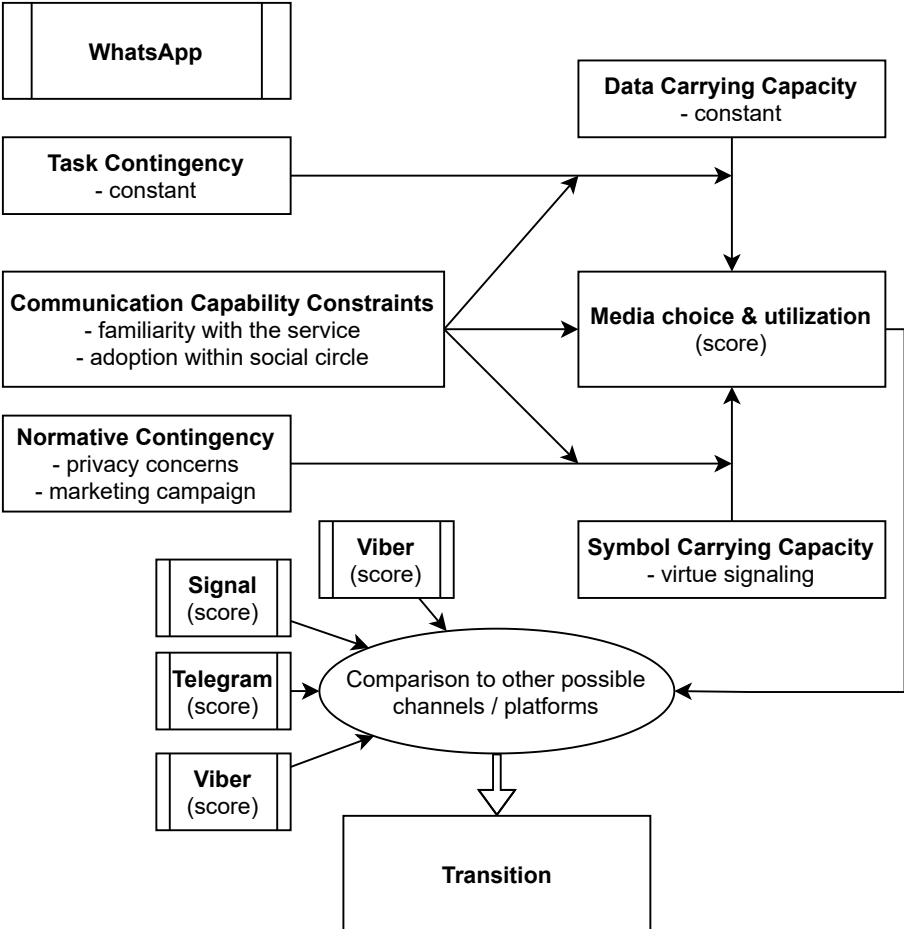 WhatsApp
Data Carrying Capacity
- constant
Task Contingency
- constant
Communication Capability Constraints
- familiarity with the service
- adoption within social circle
Media choice & utilization
(score)
Normative Contingency
- privacy concerns
- marketing campaign
Symbol Carrying Capacity
- virtue signaling
Viber
(score)
Signal
(score)
Telegram
(score)
Viber
(score)
Comparison to other possible
channels / platforms
Transition